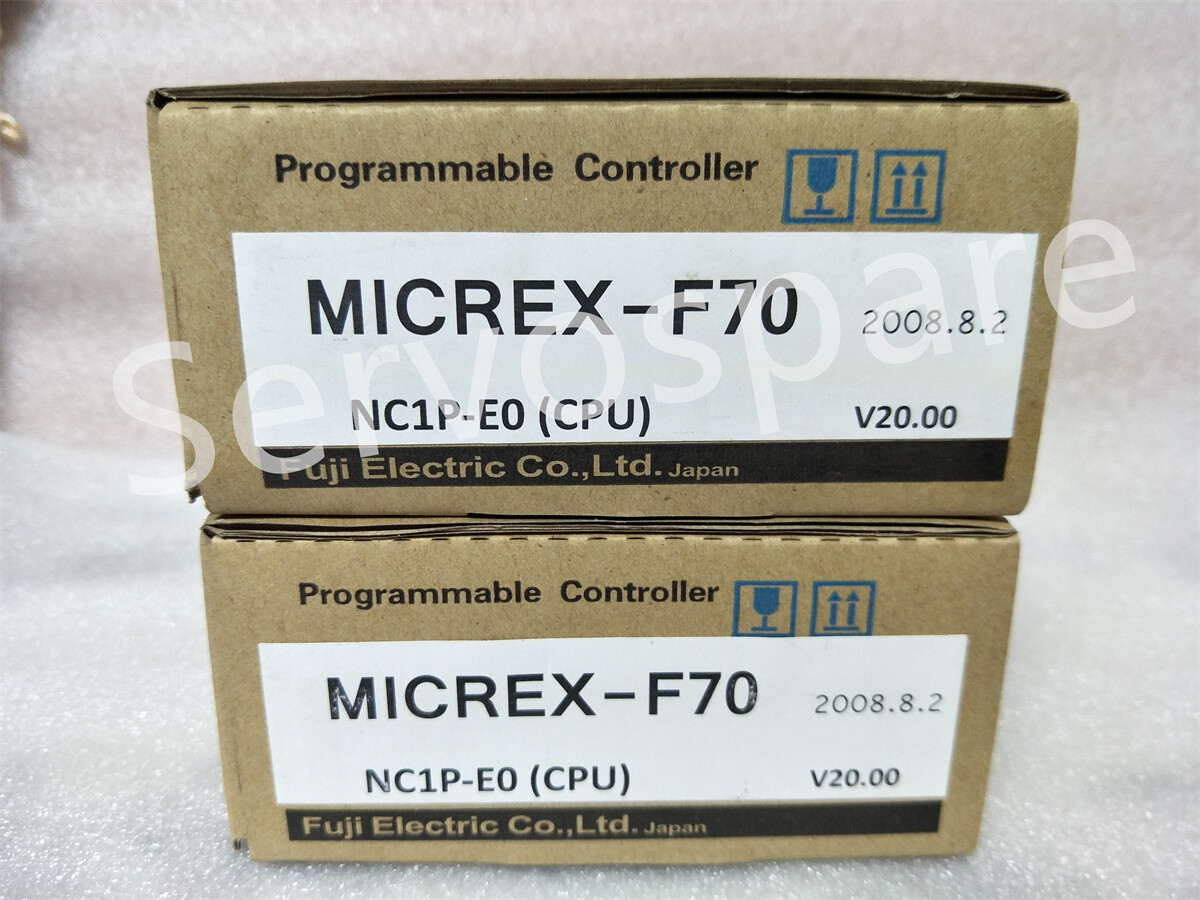 Programmable Controller
MICREX-F70 2008.8.2
NC1P-E0 (CPU) V20.00
Fuji Electric Co.,Ltd. Japan
Programmable Controller
MICREX-F70 2008.8.2
NC1P-E0 (CPU) V20.00
Fuji Electric Co.,Ltd. Japan
Servospare